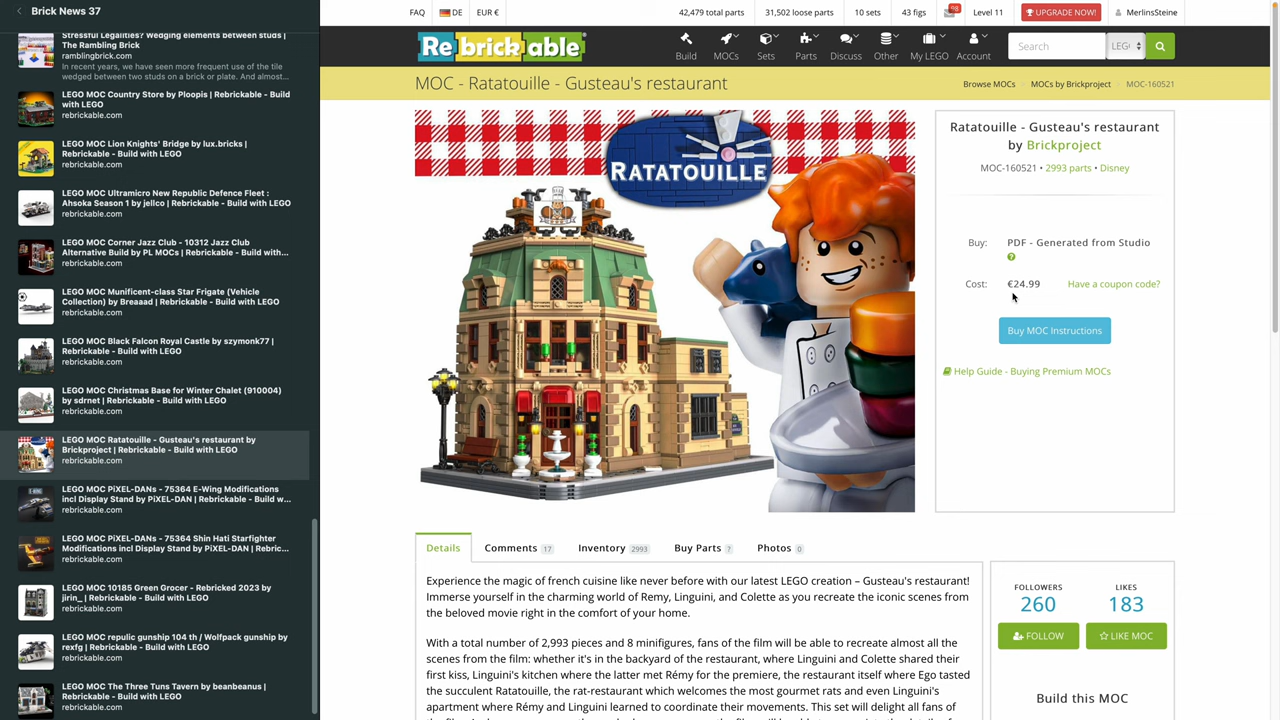 Brick News 37
Stressful Legalities? Wedging elements between studs |
The Rambling Brick
ramblingbrick.com
In recent years, we have seen more frequent use of the tile
wedged between two studs on a brick or plate. And almost...
LEGO MOC Country Store by Ploopis | Rebrickable - Build
with LEGO
rebrickable.com
LEGO MOC Lion Knights' Bridge by lux.bricks |
Rebrickable - Build with LEGO
rebrickable.com
LEGO MOC Ultramicro New Republic Defence Fleet :
Ahsoka Season 1 by jellco | Rebrickable - Build with LEGO
rebrickable.com
LEGO MOC Corner Jazz Club - 10312 Jazz Club
Alternative Build by PL MOCs | Rebrickable - Build with...
rebrickable.com
LEGO MOC Munificent-class Star Frigate (Vehicle
Collection) by Breaaad | Rebrickable - Build with LEGO
rebrickable.com
LEGO MOC Black Falcon Royal Castle by szymonk77 |
Rebrickable - Build with LEGO
rebrickable.com
LEGO MOC Christmas Base for Winter Chalet (910004) by
sdrnet | Rebrickable - Build with LEGO
rebrickable.com
LEGO MOC Ratatouille - Gusteau's restaurant by
Brickproject | Rebrickable - Build with LEGO
rebrickable.com
LEGO MOC PiXEL-DANs - 75364 E-Wing Modifications
incl Display Stand by PiXEL-DAN | Rebrickable - Build w...
rebrickable.com
LEGO MOC PiXEL-DANs - 75364 Shin Hati Starfighter
Modifications incl Display Stand by PiXEL-DAN | Rebric...
rebrickable.com
LEGO MOC 10185 Green Grocer - Rebricked 2023 by
jirin_ | Rebrickable - Build with LEGO
rebrickable.com
LEGO MOC repulic gunship 104 th / Wolfpack gunship by
rexfg | Rebrickable - Build with LEGO
rebrickable.com
LEGO MOC The Three Tuns Tavern by beanbeanus |
Rebrickable - Build with LEGO
rebrickable.com
FAQ DE EUR € 42,479 total parts 31,502 loose parts 10 sets 43 figs Level 11 UPGRADE NOW! MerlinsSteine
Rebrickable Build MOCs Sets Parts Discuss Other My LEGO Account Search LEG
MOC - Ratatouille - Gusteau's restaurant Browse MOCs MOCs by Brickproject MOC-160521
RATATOUILLE
Ratatouille - Gusteau's restaurant
by Brickproject
MOC-160521 • 2993 parts • Disney
Buy: PDF - Generated from Studio
Cost: €24.99 Have a coupon code?
Buy MOC Instructions
Help Guide - Buying Premium MOCs
Details Comments 17 Inventory 2993 Buy Parts ? Photos 0
Experience the magic of french cuisine like never before with our latest LEGO creation – Gusteau's restaurant!
Immerse yourself in the charming world of Remy, Linguini, and Colette as you recreate the iconic scenes from
the beloved movie right in the comfort of your home.
With a total number of 2,993 pieces and 8 minifigures, fans of the film will be able to recreate almost all the
scenes from the film: whether it's in the backyard of the restaurant, where Linguini and Colette shared their
first kiss, Linguini's kitchen where the latter met Rémy for the premiere, the restaurant itself where Ego tasted
the succulent Ratatouille, the rat-restaurant which welcomes the most gourmet rats and even Linguini's
apartment where Rémy and Linguini learned to coordinate their movements. This set will delight all fans of
FOLLOWERS LIKES
260 183
FOLLOW LIKE MOC
Build this MOC